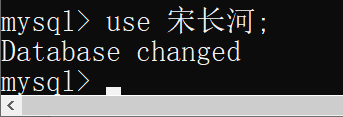 mysql> use 宋长河;
Database changed
mysql>